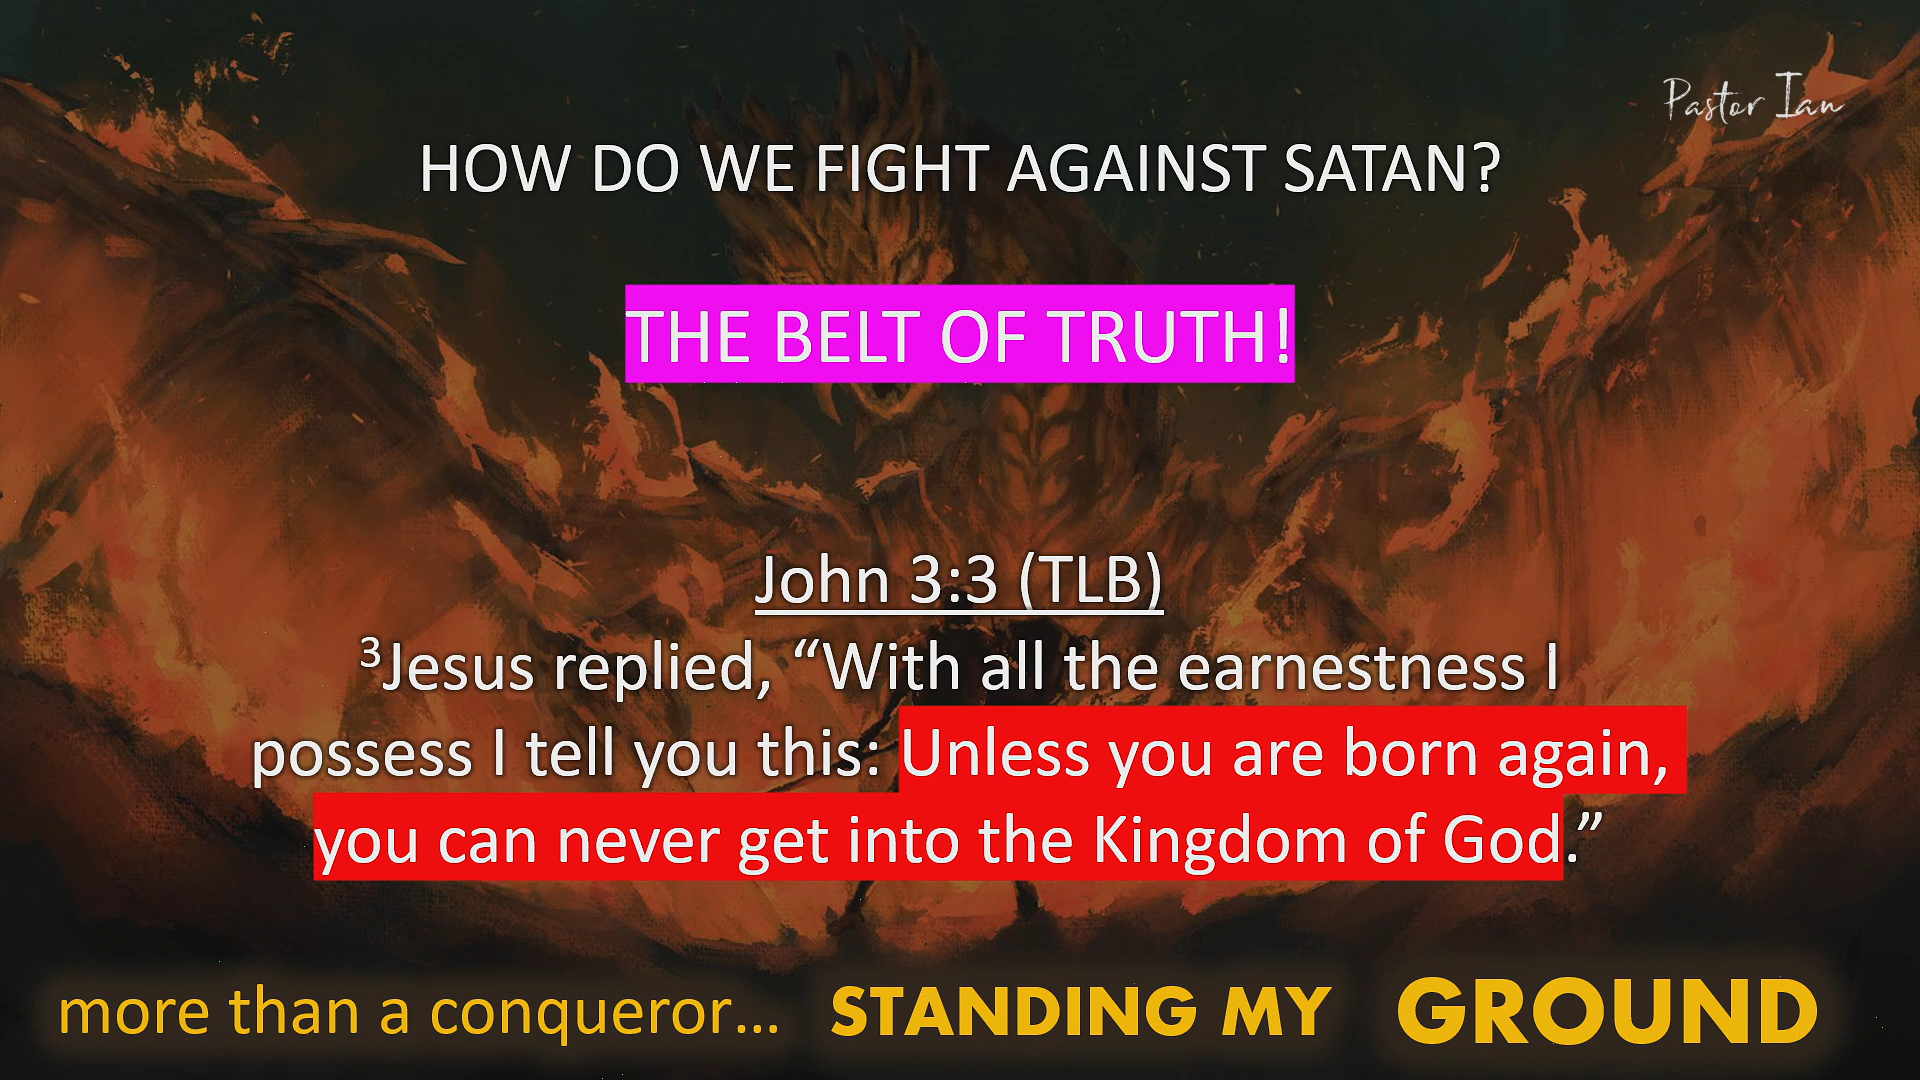 Pastor Ian
HOW DO WE FIGHT AGAINST SATAN?
THE BELT OF TRUTH!
John 3:3 (TLB)
³Jesus replied, “With all the earnestness I
possess I tell you this: Unless you are born again,
you can never get into the Kingdom of God.”
more than a conqueror... STANDING MY GROUND